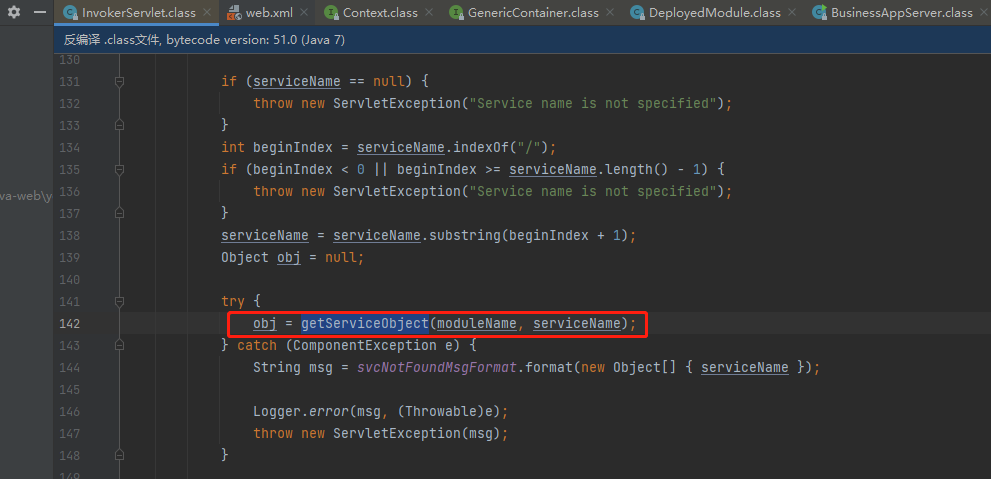 InvokerServlet.class web.xml Context.class GenericContainer.class DeployedModule.class BusinessAppServer.class
反编译 .class文件, bytecode version: 51.0 (Java 7)
130
131 if (serviceName == null) {
132 throw new ServletException("Service name is not specified");
133 }
134 int beginIndex = serviceName.indexOf("/");
135 if (beginIndex < 0 || beginIndex >= serviceName.length() - 1) {
va-web\y
136 throw new ServletException("Service name is not specified");
137 }
138 serviceName = serviceName.substring(beginIndex + 1);
139 Object obj = null;
140
141 try {
142 obj = getServiceObject(moduleName, serviceName);
143 } catch (ComponentException e) {
144 String msg = svcNotFoundMsgFormat.format(new Object[] { serviceName });
145
146 Logger.error(msg, (Throwable)e);
147 throw new ServletException(msg);
148 }
149